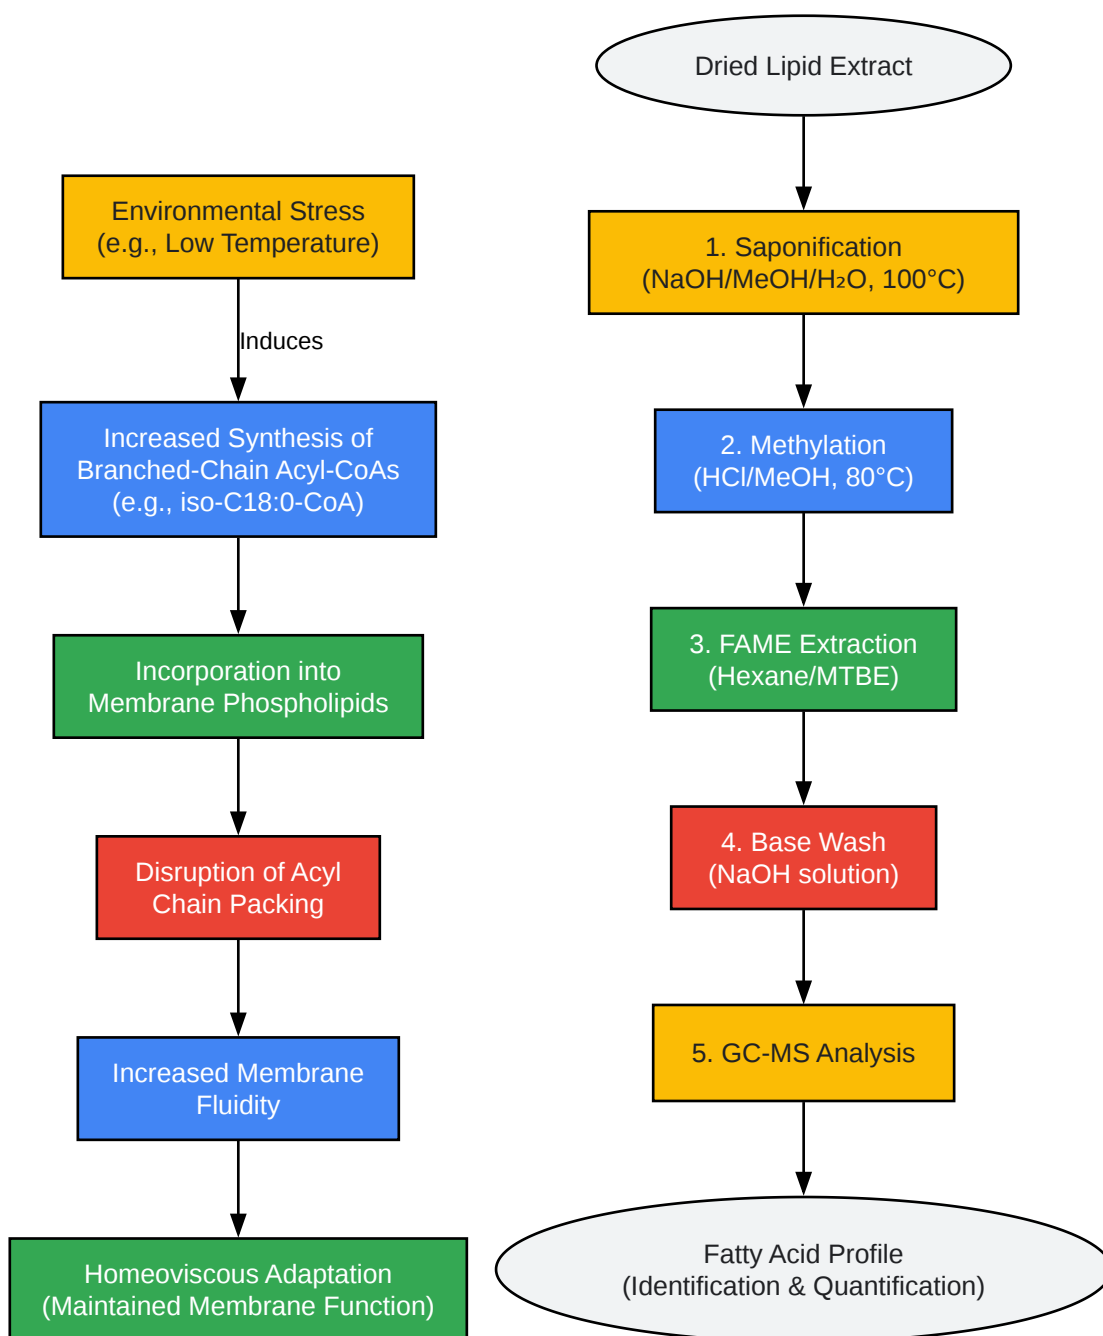 Environmental Stress
(e.g., Low Temperature)
Induces
Increased Synthesis of
Branched-Chain Acyl-CoAs
(e.g., iso-C18:0-CoA)
Incorporation into
Membrane Phospholipids
Disruption of Acyl
Chain Packing
Increased Membrane
Fluidity
Homeoviscous Adaptation
(Maintained Membrane Function)
Dried Lipid Extract
1. Saponification
(NaOH/MeOH/H₂O, 100°C)
2. Methylation
(HCl/MeOH, 80°C)
3. FAME Extraction
(Hexane/MTBE)
4. Base Wash
(NaOH solution)
5. GC-MS Analysis
Fatty Acid Profile
(Identification & Quantification)